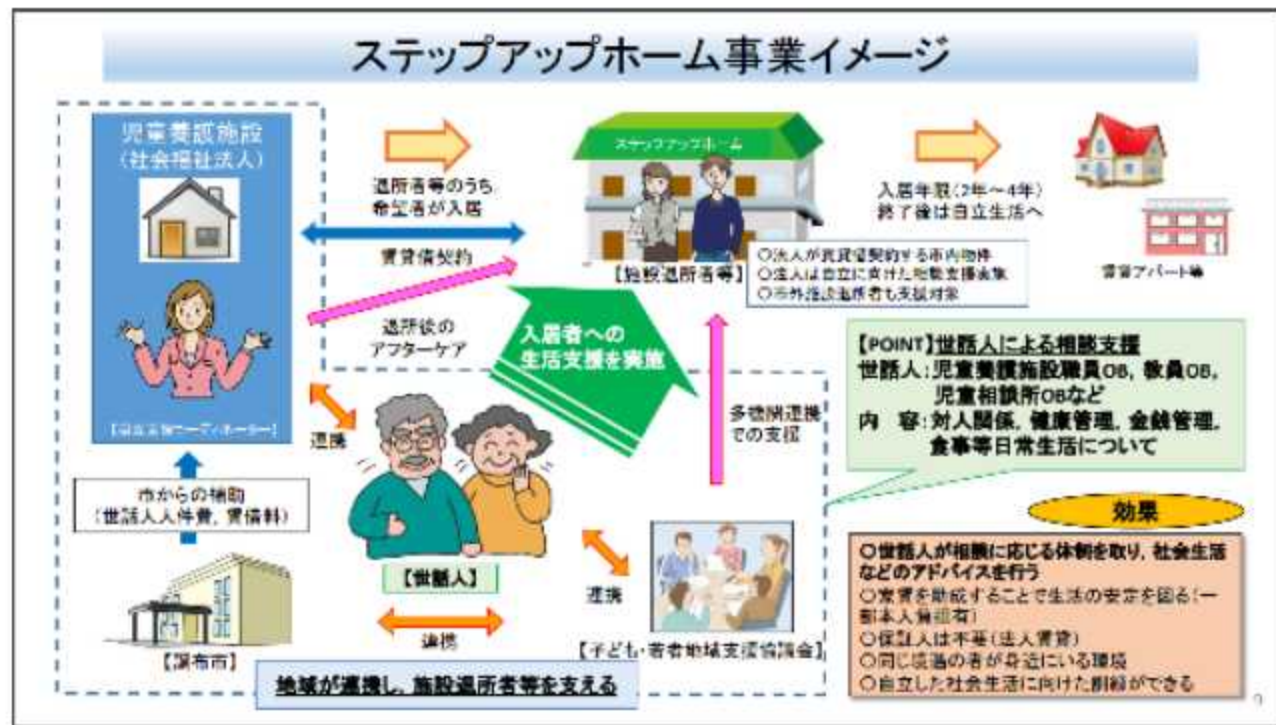 ステップアップホーム事業イメージ
児童養護施設
(社会福祉法人)
退所者等のうち
希望者が入居
賃貸借契約
退所後の
アフターケア
ステップアップホーム
【施設退所者等】
入居年限(2年～4年)
終了後は自立生活へ
賃貸アパート等
○法人が賃貸借契約する市内物件
○法人は自立に向けた相談支援実施
○市外施設退所者も支援対象
入居者への
生活支援を実施
【POINT】世話人による相談支援
世話人:児童養護施設職員OB, 教員OB,
児童相談所OBなど
内 容:対人関係, 健康管理, 金銭管理,
食事等日常生活について
連携
多機関連携
での支援
市からの補助
(世話人人件費, 賃借料)
【調布市】
【世話人】
連携
連携
【子ども・若者地域支援協議会】
地域が連携し, 施設退所者等を支える
効果
○世話人が相談に応じる体制を取り, 社会生活
などのアドバイスを行う
○家賃を助成することで生活の安定を図る(一
部本人負担有)
○保証人は不要(法人賃貸)
○同じ境遇の者が身近にいる環境
○自立した社会生活に向けた訓練ができる
9